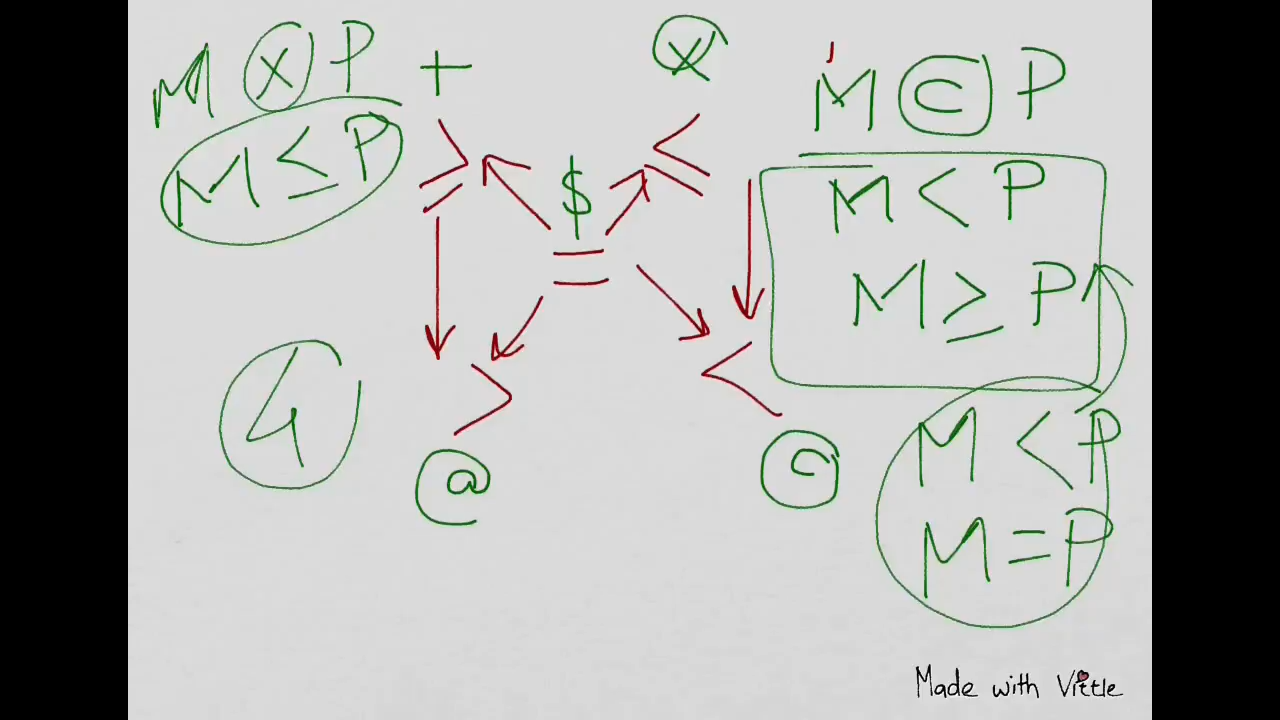 M ⓧ P
M ≤ P
+
ⓧ
≥
≤
$
=
>
<
@
©
4
M © P
M < P
M ≥ P
M < P
M = P
Made with Vittle